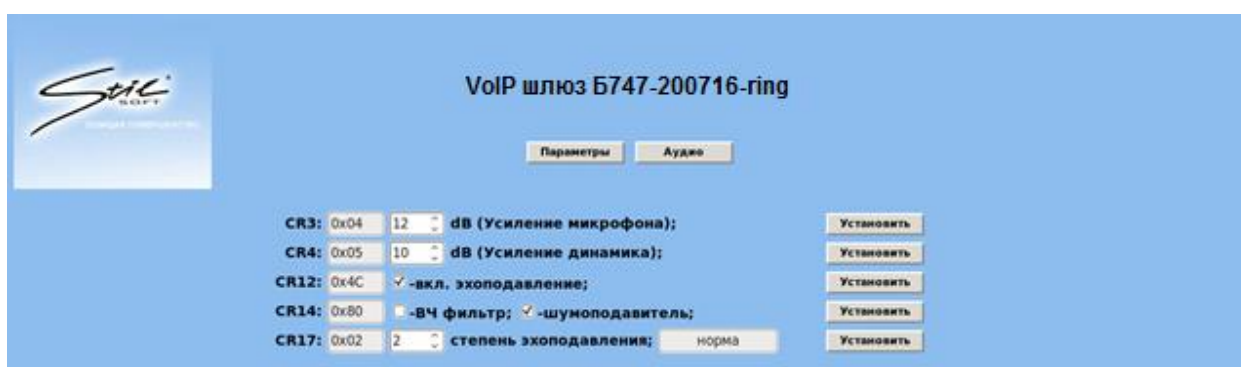 Stil
SOFT
VoIP шлюз Б747-200716-ring
Параметры Аудио
CR3: 0x04 12 dB (Усиление микрофона); Установить
CR4: 0x05 10 dB (Усиление динамика); Установить
CR12: 0x4C -вкл. эхоподавление; Установить
CR14: 0x80 -ВЧ фильтр; -шумоподавитель; Установить
CR17: 0x02 2 степень эхоподавления; норма Установить